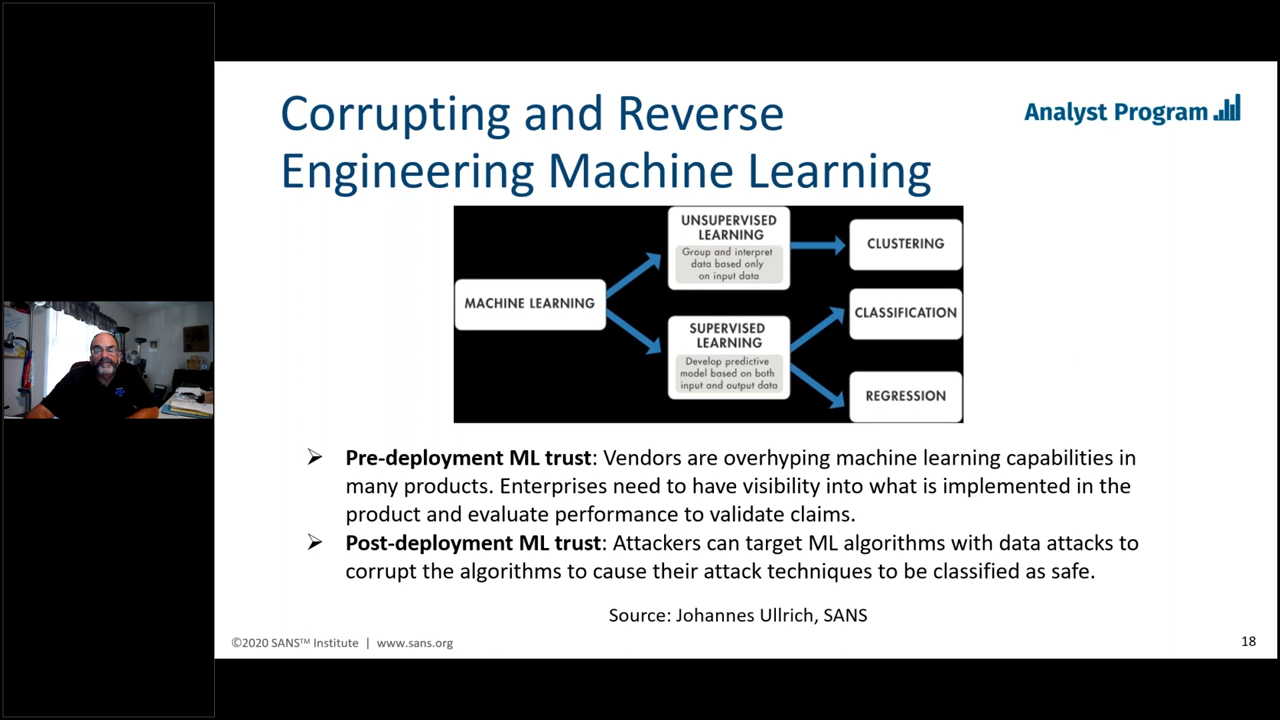 Corrupting and Reverse
Engineering Machine Learning
Analyst Program
MACHINE LEARNING
UNSUPERVISED
LEARNING
Group and interpret
data based only
on input data
CLUSTERING
SUPERVISED
LEARNING
Develop predictive
model based on both
input and output data
CLASSIFICATION
REGRESSION
➢ Pre-deployment ML trust: Vendors are overhyping machine learning capabilities in
many products. Enterprises need to have visibility into what is implemented in the
product and evaluate performance to validate claims.
➢ Post-deployment ML trust: Attackers can target ML algorithms with data attacks to
corrupt the algorithms to cause their attack techniques to be classified as safe.
Source: Johannes Ullrich, SANS
©2020 SANS™ Institute | www.sans.org
18